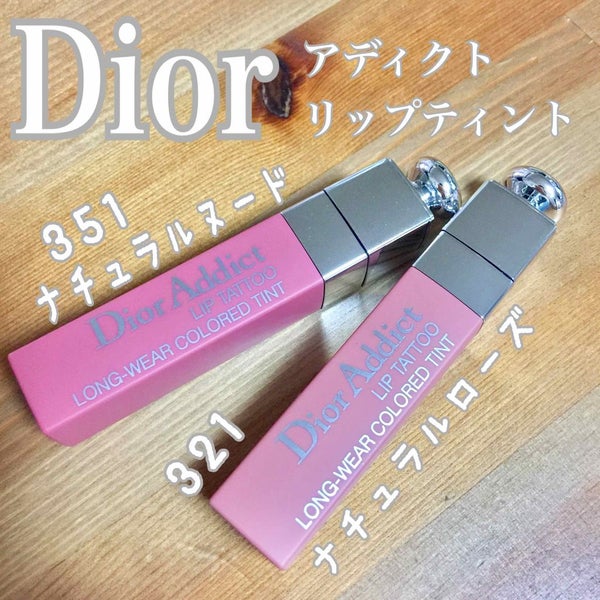 Dior
アディクト
リップティント
351
ナチュラルヌード
Dior Addict
LIP TATTOO
LONG-WEAR COLORED TINT
321
ナチュラルローズ
Dior Addict
LIP TATTOO
LONG-WEAR COLORED TINT